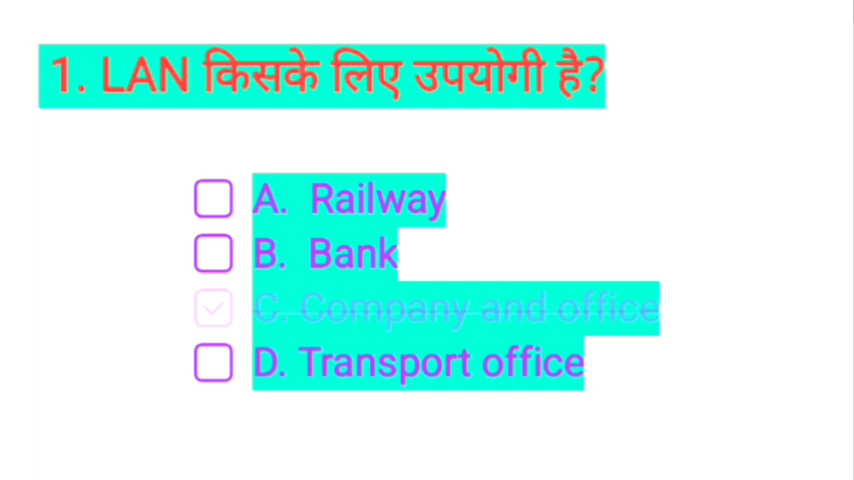 1. LAN किसके लिए उपयोगी है?
A. Railway
B. Bank
C. Company and office
D. Transport office